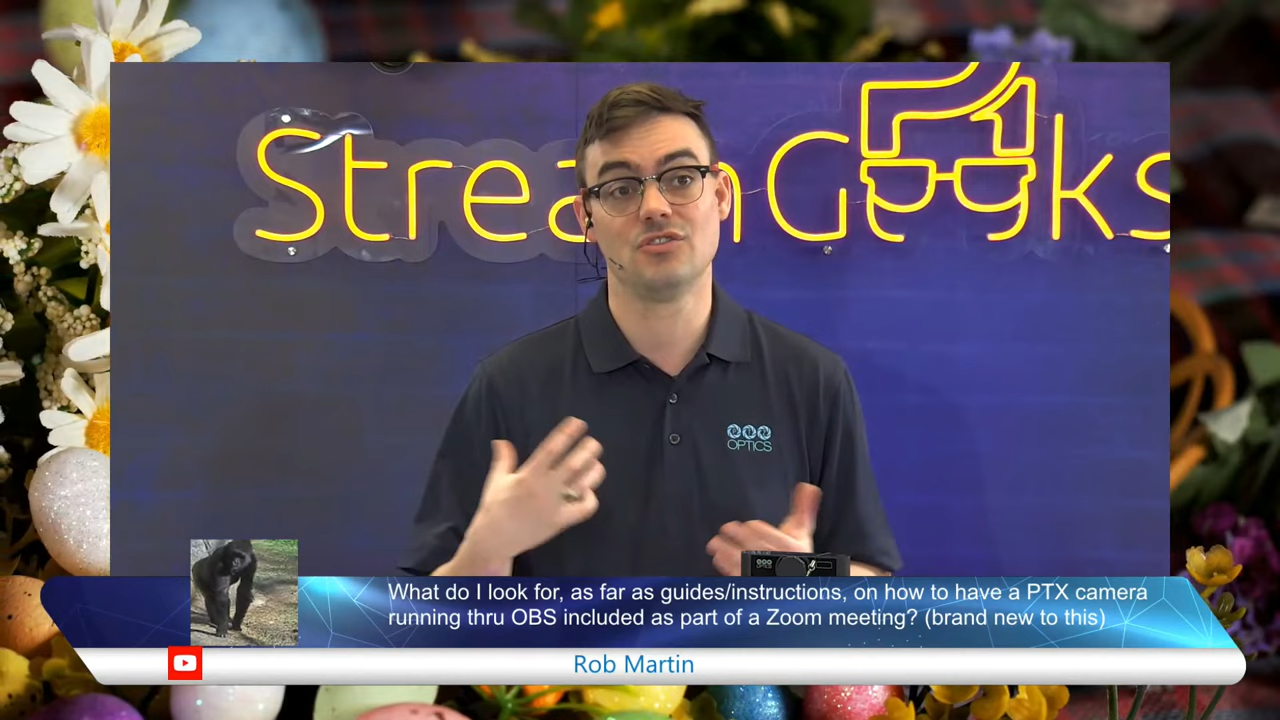 StreamGeeks
OPTICS
What do I look for, as far as guides/instructions, on how to have a PTX camera
running thru OBS included as part of a Zoom meeting? (brand new to this)
Rob Martin